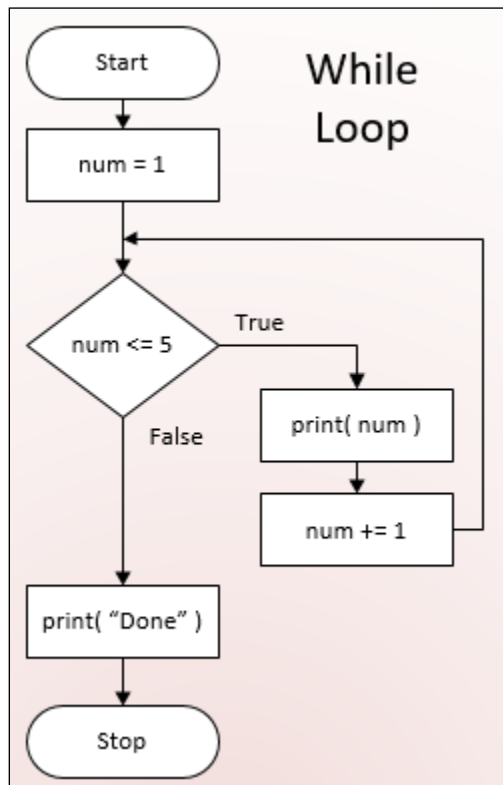 Start
While
Loop
num = 1
num <= 5
True
False
print( num )
num += 1
print( “Done” )
Stop